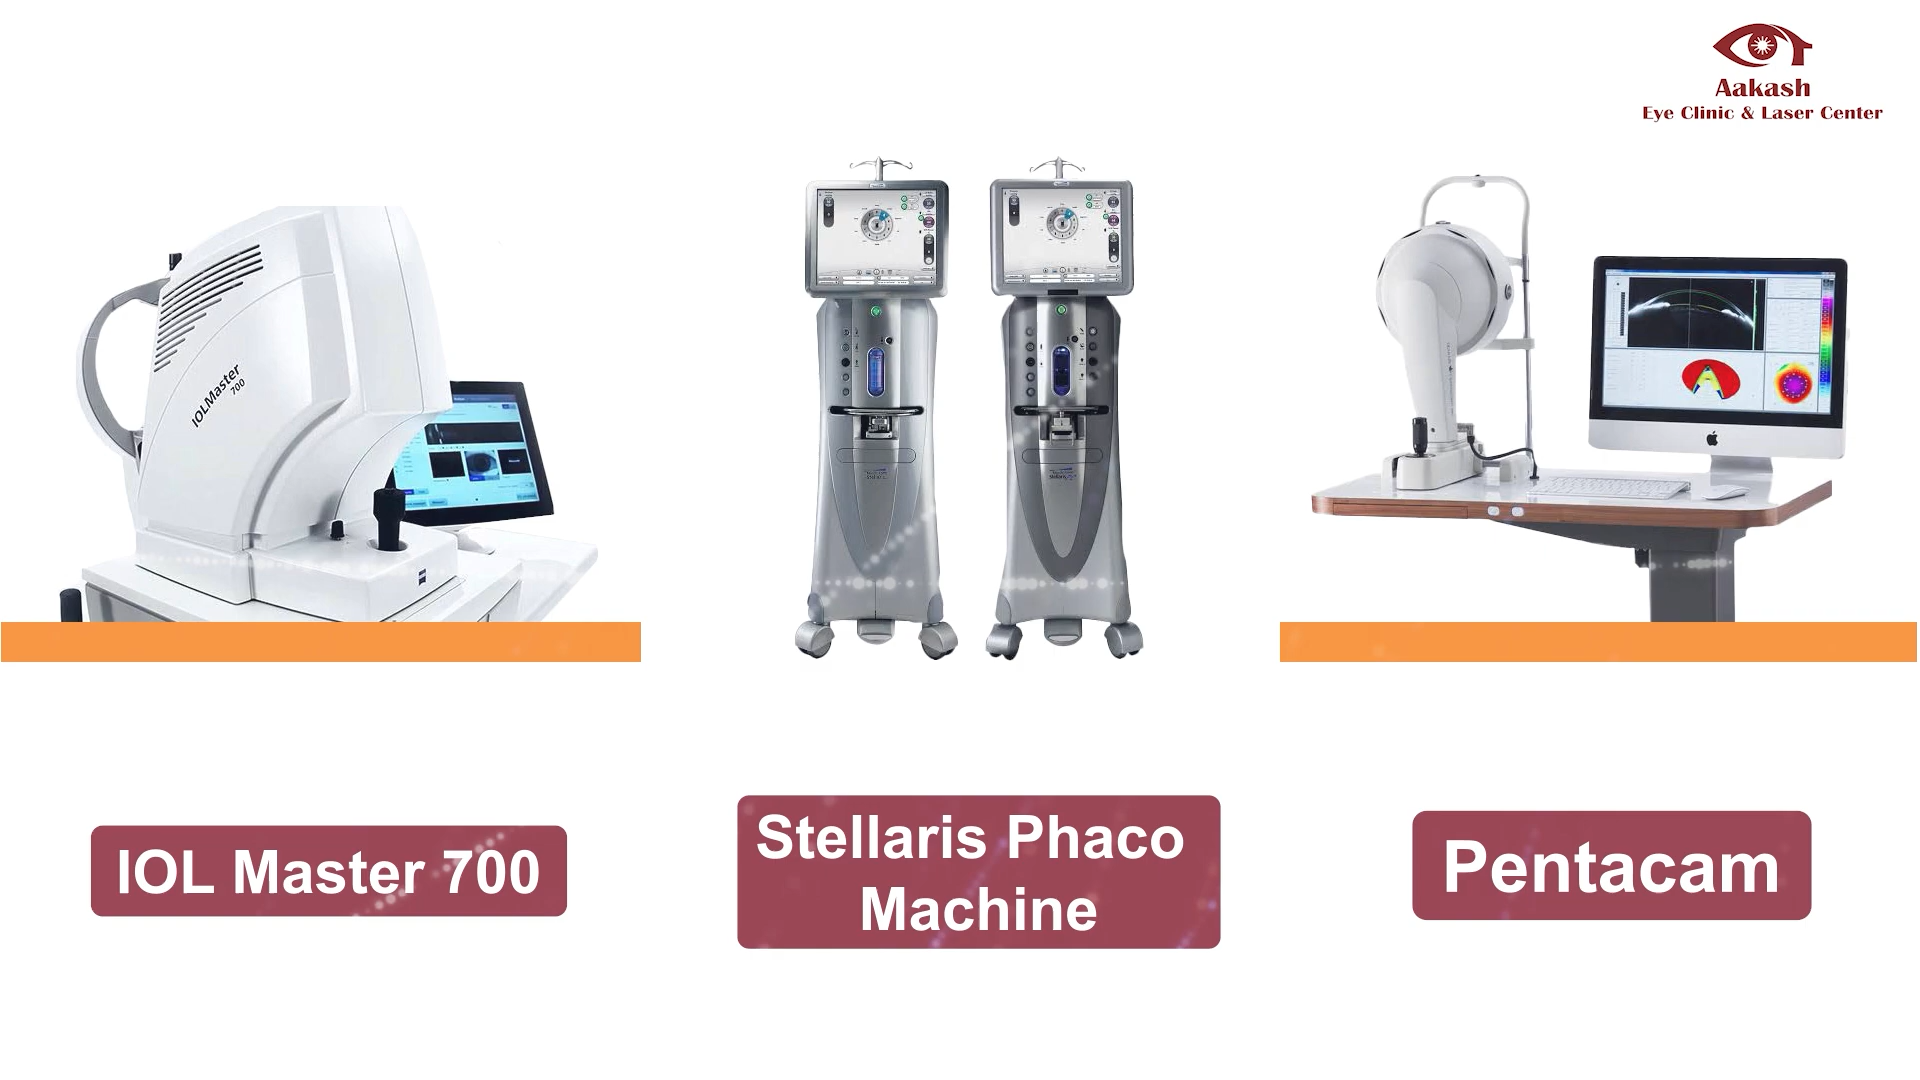 Aakash
Eye Clinic & Laser Center
IOLMaster
700
IOL Master 700
Stellaris Phaco
Machine
Pentacam